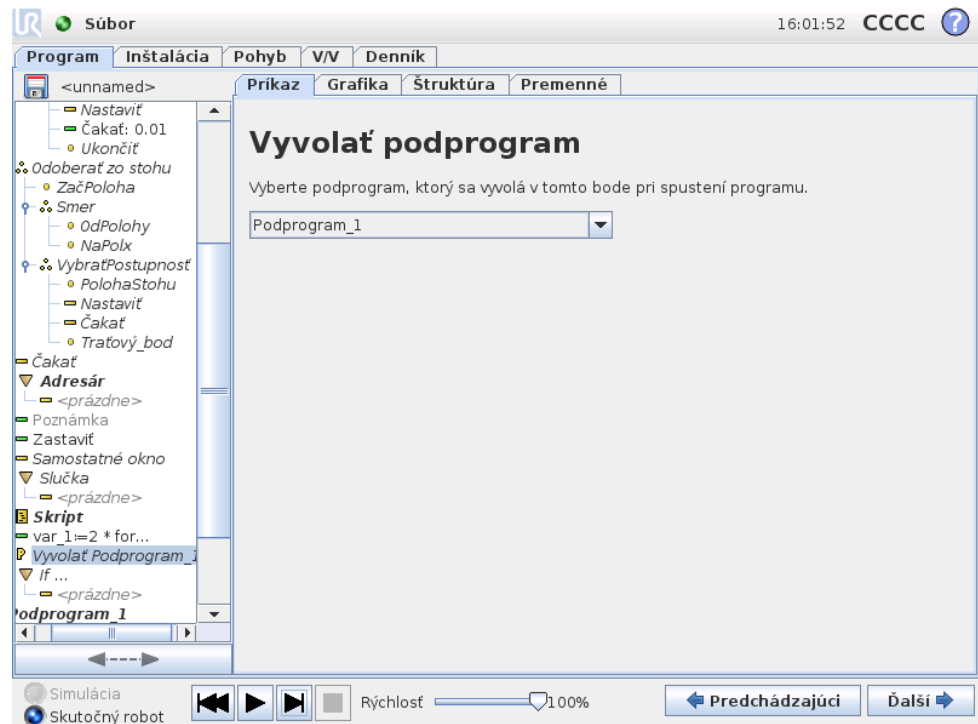 UR Súbor 16:01:52 CCCC ?
Program Inštalácia Pohyb V/V Denník
<unnamed> Príkaz Grafika Štruktúra Premenné
Nastaviť
Čakať: 0.01
Ukončiť
Odoberať zo stohu
ZačPoloha
Smer
OdPolohy
NaPolx
VybraťPostupnosť
PolohaStohu
Nastaviť
Čakať
Traťový_bod
Čakať
Adresár
<prázdne>
Poznámka
Zastaviť
Samostatné okno
Slučka
<prázdne>
Skript
var_1:=2 * for...
Vyvolať Podprogram_1
If ...
<prázdne>
Podprogram_1
Vyvolať podprogram
Vyberte podprogram, ktorý sa vyvolá v tomto bode pri spustení programu.
Podprogram_1
Simulácia
Skutočný robot
Rýchlosť 100%
Predchádzajúci Ďalší